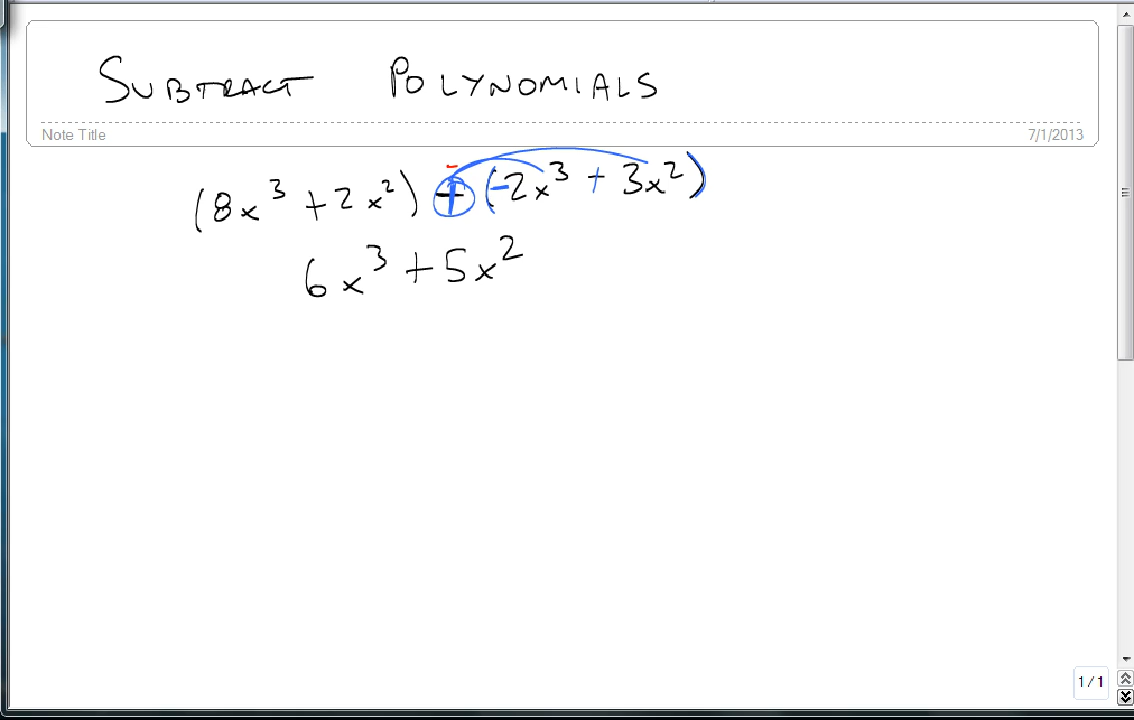 SUBTRACT POLYNOMIALS
Note Title
7/1/2013
-
(8x³ + 2x²) + (-2x³ + 3x²)
6x³ + 5x²
1/1